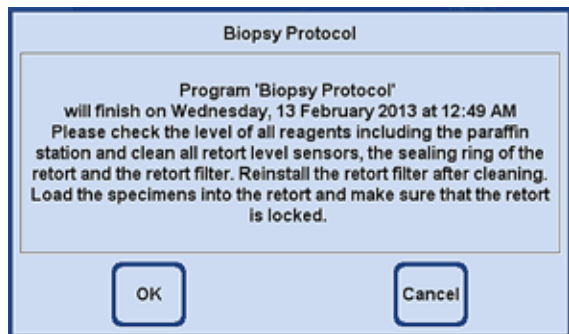 Biopsy Protocol
Program 'Biopsy Protocol'
will finish on Wednesday, 13 February 2013 at 12:49 AM
Please check the level of all reagents including the paraffin
station and clean all retort level sensors, the sealing ring of the
retort and the retort filter. Reinstall the retort filter after cleaning.
Load the specimens into the retort and make sure that the retort
is locked.
OK
Cancel